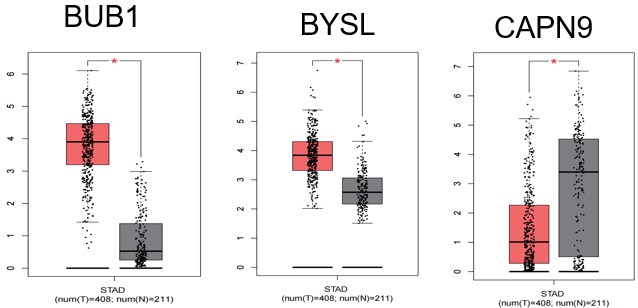 BUB1
BYSL
CAPN9
*
*
*
6
5
4
3
2
1
0
7
6
5
4
3
2
1
0
7
6
5
4
3
2
1
0
STAD
(num(T)=408; num(N)=211)
STAD
(num(T)=408; num(N)=211)
STAD
(num(T)=408; num(N)=211)